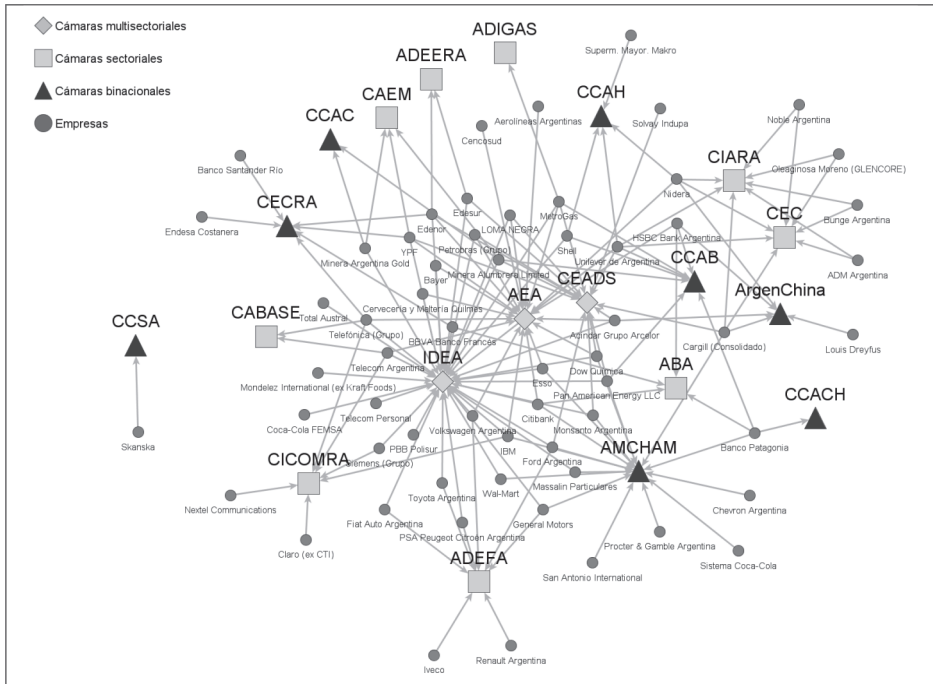 Cámaras multisectoriales
Cámaras sectoriales
Cámaras binacionales
Empresas
ADIGAS
ADEERA
Superm. Mayor. Makro
CCAH
CAEM
CCAC
Aerolineas Argentinas
Solvay Indupa
Noble Argentina
Cencosud
CIARA
Oleaginosa Moreno (GLENCORE)
Banco Santander Río
Nidera
CECRA
Edesur
CEC
Edenor
LOMA NEGRA
MetroGas
Bunge Argentina
Endesa Costanera
Petrobras (Grupo)
HSBC Bank Argentina
YPF
Shell
Unilever de Argentina
Minera Argentina Gold
Bayer
Minera Alumbrera Limited
CCAB
ADM Argentina
CEADS
AEA
ArgenChina
CABASE
Cervecería y Maltería Quilmes
CCSA
Total Austral
Telefónica (Grupo)
BBVA Banco Francés
Acindar Grupo Arcelor
Cargill (Consolidado)
Louis Dreyfus
IDEA
Telecom Argentina
Esso
Dow Química
ABA
Mondelez International (ex Kraft Foods)
Pan American Energy LLC
CCACH
Telecom Personal
Coca-Cola FEMSA
Volkswagen Argentina
Citibank
Monsanto Argentina
Skanska
PBB Polisur
IBM
Ford Argentina
AMCHAM
Banco Patagonia
CICOMRA
Siemens (Grupo)
Massalin Particulares
Toyota Argentina
Wal-Mart
Nextel Communications
Fiat Auto Argentina
General Motors
Chevron Argentina
PSA Peugeot Citroën Argentina
Claro (ex CTI)
Procter & Gamble Argentina
ADEFA
San Antonio International
Sistema Coca-Cola
Iveco
Renault Argentina